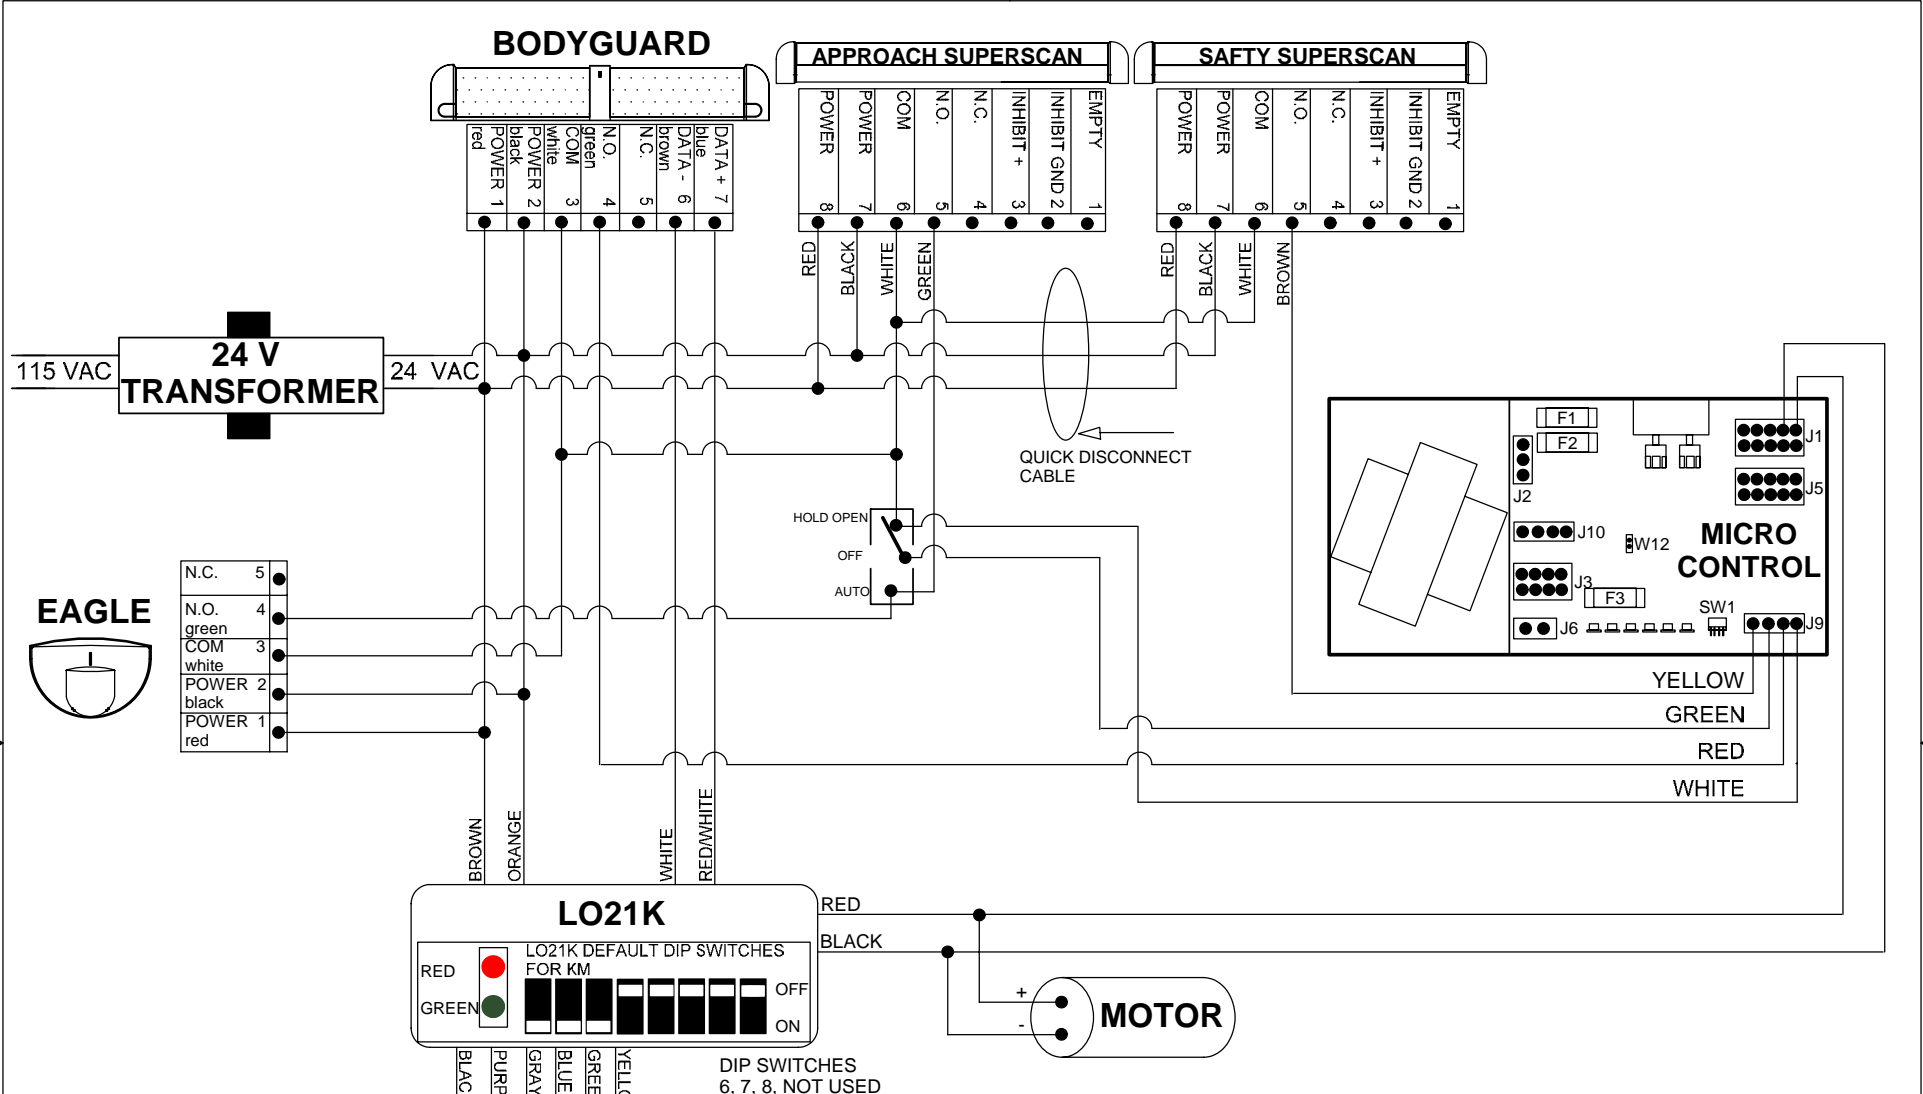 BODYGUARD
APPROACH SUPERSCAN
SAFTY SUPERSCAN
POWER 1
red
POWER 2
black
COM 3
white
N.O. 4
green
N.C. 5
DATA - 6
brown
DATA + 7
blue
POWER 8
POWER 7
COM 6
N.O. 5
N.C. 4
INHIBIT + 3
INHIBIT GND 2
EMPTY 1
POWER 8
POWER 7
COM 6
N.O. 5
N.C. 4
INHIBIT + 3
INHIBIT GND 2
EMPTY 1
RED
BLACK
WHITE
GREEN
RED
BLACK
WHITE
BROWN
115 VAC
24 V
TRANSFORMER
24 VAC
QUICK DISCONNECT
CABLE
HOLD OPEN
OFF
AUTO
F1
F2
J1
J2
J5
J10
W12
MICRO
CONTROL
J3
F3
SW1
J6
J9
EAGLE
N.C. 5
N.O. 4
green
COM 3
white
POWER 2
black
POWER 1
red
YELLOW
GREEN
RED
WHITE
BROWN
ORANGE
WHITE
RED/WHITE
LO21K
RED
BLACK
LO21K DEFAULT DIP SWITCHES
FOR KM
RED
GREEN
OFF
ON
+
-
MOTOR
BLAC
PURP
GRAY
BLUE
GREE
YELLO
DIP SWITCHES
6, 7, 8, NOT USED